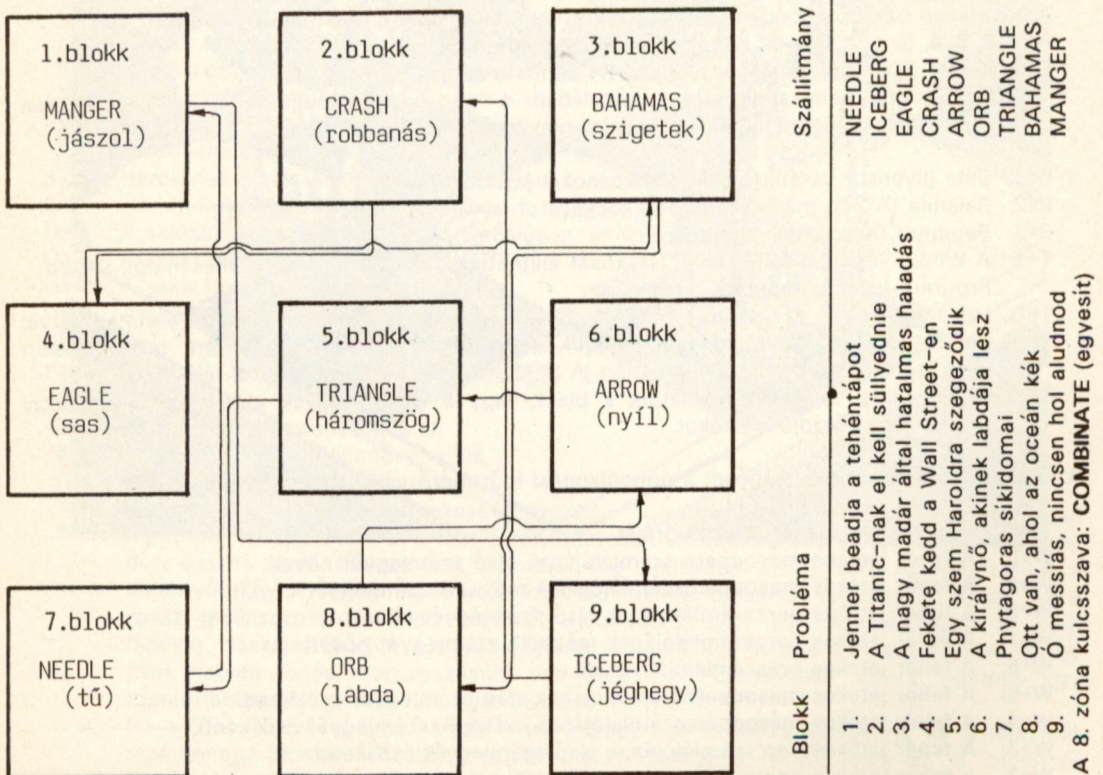 1.blokk
MANGER
(jászol)
2.blokk
CRASH
(robbanás)
3.blokk
BAHAMAS
(szigetek)
4.blokk
EAGLE
(sas)
5.blokk
TRIANGLE
(háromszög)
6.blokk
ARROW
(nyíl)
7.blokk
NEEDLE
(tű)
8.blokk
ORB
(labda)
9.blokk
ICEBERG
(jéghegy)
Blokk Probléma Szállítmány
1. Jenner beadja a tehéntápot NEEDLE
2. A Titanic-nak el kell süllyednie ICEBERG
3. A nagy madár által hatalmas haladás EAGLE
4. Fekete kedd a Wall Street-en CRASH
5. Egy szem Haroldra szegeződik ARROW
6. A királynő, akinek labdája lesz ORB
7. Phytagoras síkidomái TRIANGLE
8. Ott van, ahol az oceán kék BAHAMAS
9. Ó messiás, nincsen hol aludnod MANGER
A 8. zóna kulcsszava: COMBINATE (egyesít)